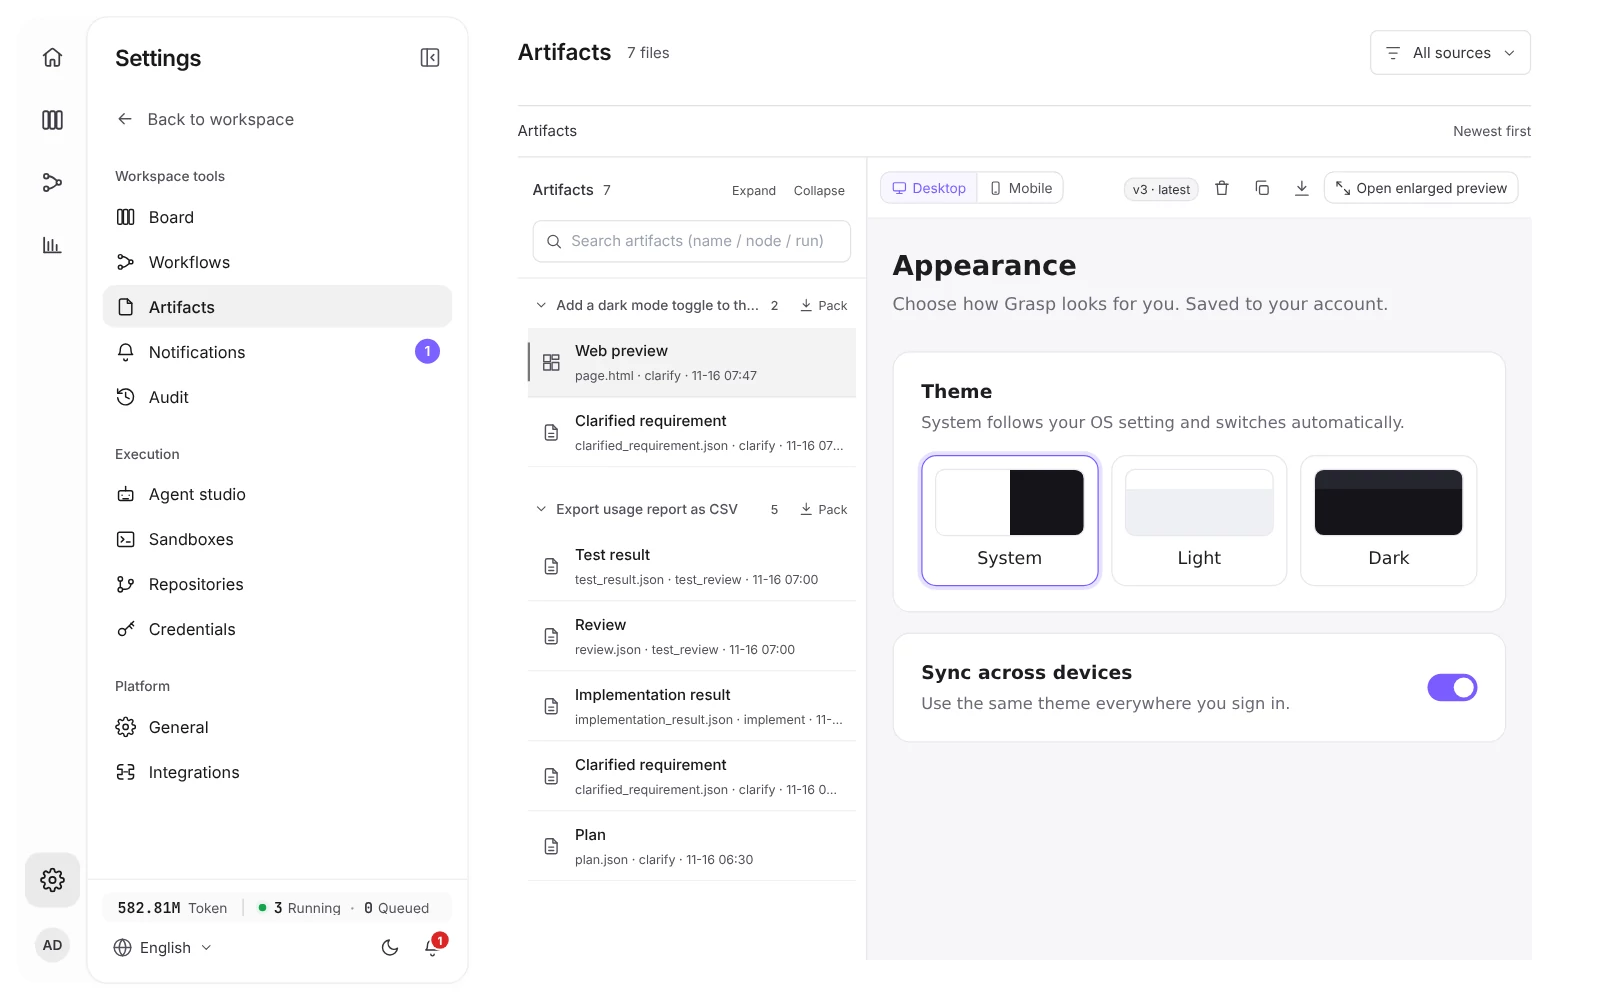 Settings
Back to workspace
Workspace tools
Board
Workflows
Artifacts
Notifications
1
Audit
Execution
Agent studio
Sandboxes
Repositories
Credentials
Platform
General
Integrations
582.81M Token
3 Running · 0 Queued
English
1
AD
Artifacts 7 files
All sources
Artifacts
Newest first
Artifacts 7
Expand
Collapse
Search artifacts (name / node / run)
Add a dark mode toggle to th... 2 Pack
Web preview
page.html · clarify · 11-16 07:47
Clarified requirement
clarified_requirement.json · clarify · 11-16 07...
Export usage report as CSV 5 Pack
Test result
test_result.json · test_review · 11-16 07:00
Review
review.json · test_review · 11-16 07:00
Implementation result
implementation_result.json · implement · 11-...
Clarified requirement
clarified_requirement.json · clarify · 11-16 0...
Plan
plan.json · clarify · 11-16 06:30
Desktop
Mobile
v3 · latest
Open enlarged preview
Appearance
Choose how Grasp looks for you. Saved to your account.
Theme
System follows your OS setting and switches automatically.
System
Light
Dark
Sync across devices
Use the same theme everywhere you sign in.